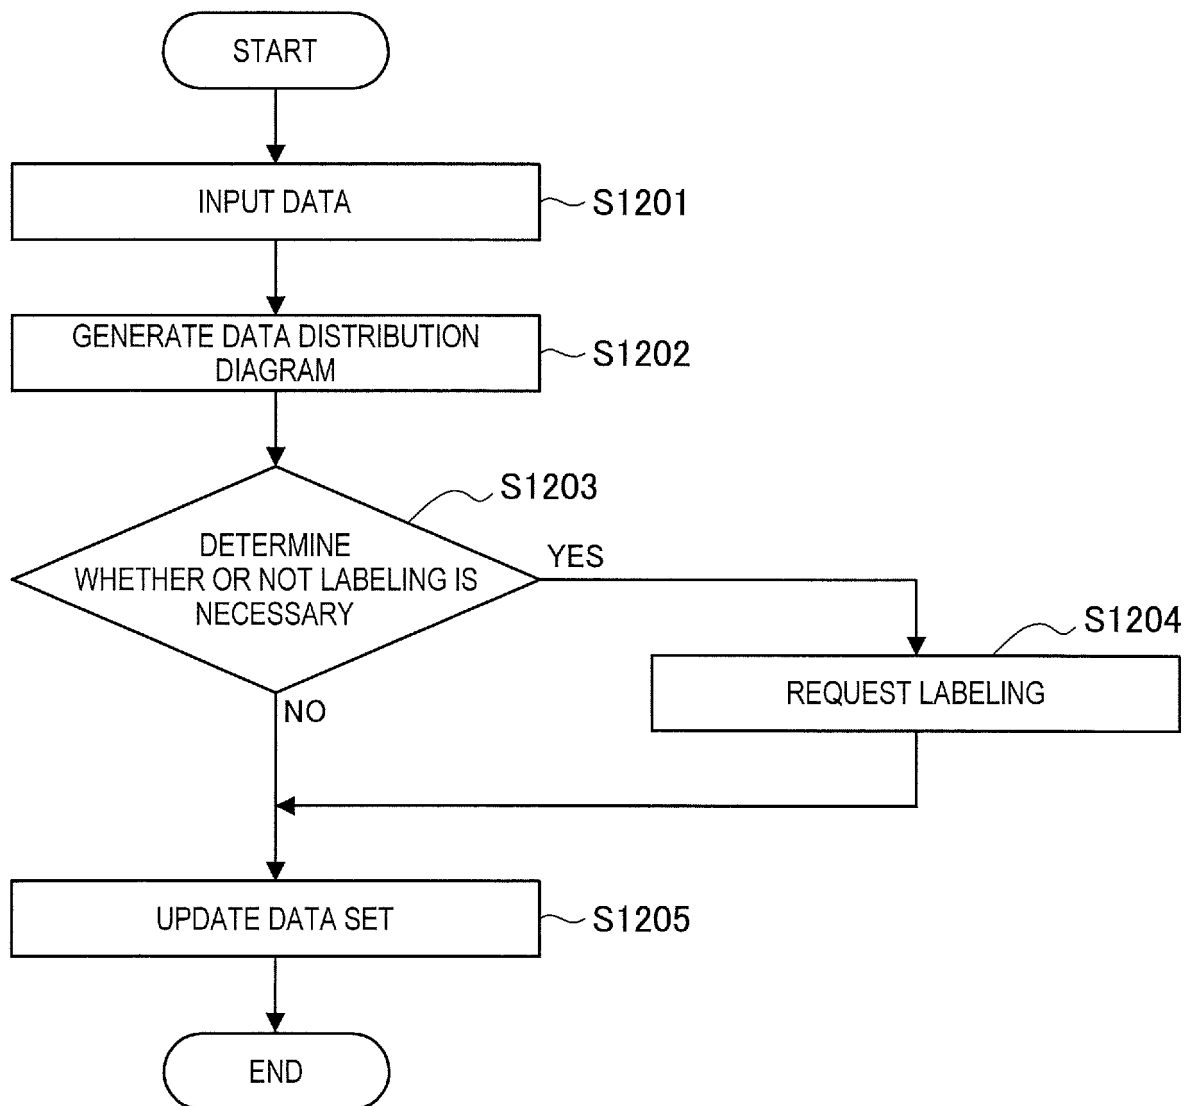 START
INPUT DATA
S1201
GENERATE DATA DISTRIBUTION
DIAGRAM
S1202
S1203
DETERMINE
WHETHER OR NOT LABELING IS
NECESSARY
YES
S1204
REQUEST LABELING
NO
UPDATE DATA SET
S1205
END